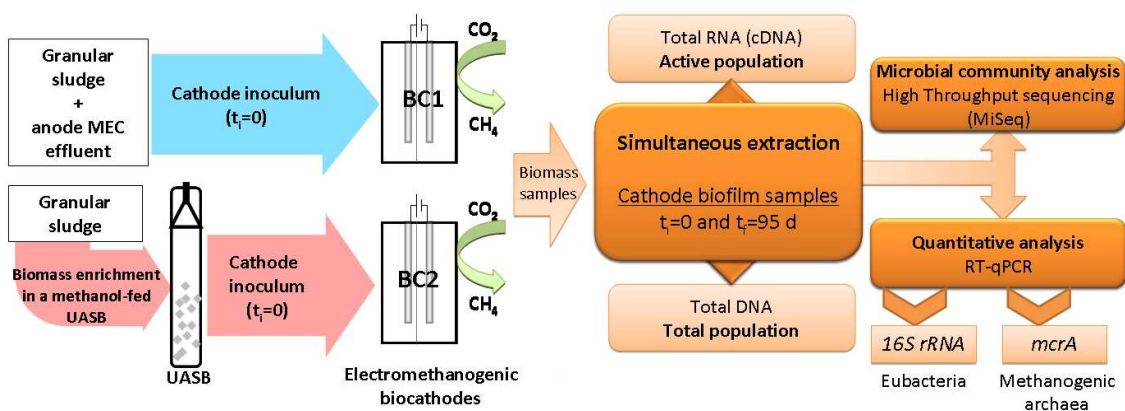 Granular
sludge
+
anode MEC
effluent
Cathode inoculum
(tᵢ=0)
BC1
CO₂
CH₄
Granular
sludge
Biomass enrichment
in a methanol-fed
UASB
UASB
Cathode
inoculum
(tᵢ=0)
BC2
CO₂
CH₄
Electromethanogenic
biocathodes
Biomass
samples
Total RNA (cDNA)
Active population
Simultaneous extraction
Cathode biofilm samples
tᵢ=0 and t_f=95 d
Total DNA
Total population
Microbial community analysis
High Throughput sequencing
(MiSeq)
Quantitative analysis
RT-qPCR
16S rRNA
Eubacteria
mcrA
Methanogenic
archaea